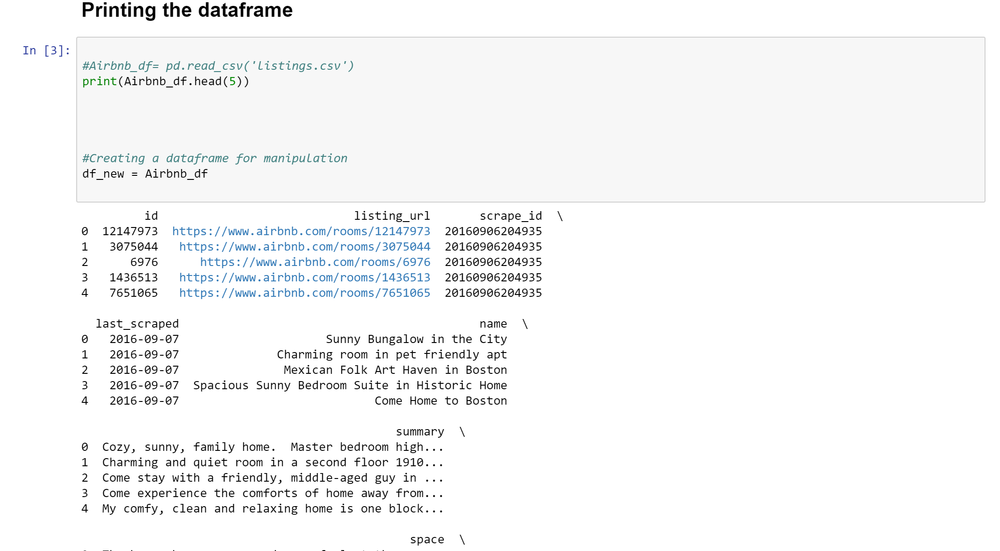 Printing the dataframe
In [3]:
#Airbnb_df= pd.read_csv('listings.csv')
print(Airbnb_df.head(5))
#Creating a dataframe for manipulation
df_new = Airbnb_df
id listing_url scrape_id \
0 12147973 https://www.airbnb.com/rooms/12147973 20160906204935
1 3075044 https://www.airbnb.com/rooms/3075044 20160906204935
2 6976 https://www.airbnb.com/rooms/6976 20160906204935
3 1436513 https://www.airbnb.com/rooms/1436513 20160906204935
4 7651065 https://www.airbnb.com/rooms/7651065 20160906204935
last_scraped name \
0 2016-09-07 Sunny Bungalow in the City
1 2016-09-07 Charming room in pet friendly apt
2 2016-09-07 Mexican Folk Art Haven in Boston
3 2016-09-07 Spacious Sunny Bedroom Suite in Historic Home
4 2016-09-07 Come Home to Boston
summary \
0 Cozy, sunny, family home.  Master bedroom high...
1 Charming and quiet room in a second floor 1910...
2 Come stay with a friendly, middle-aged guy in ...
3 Come experience the comforts of home away from...
4 My comfy, clean and relaxing home is one block...
space \